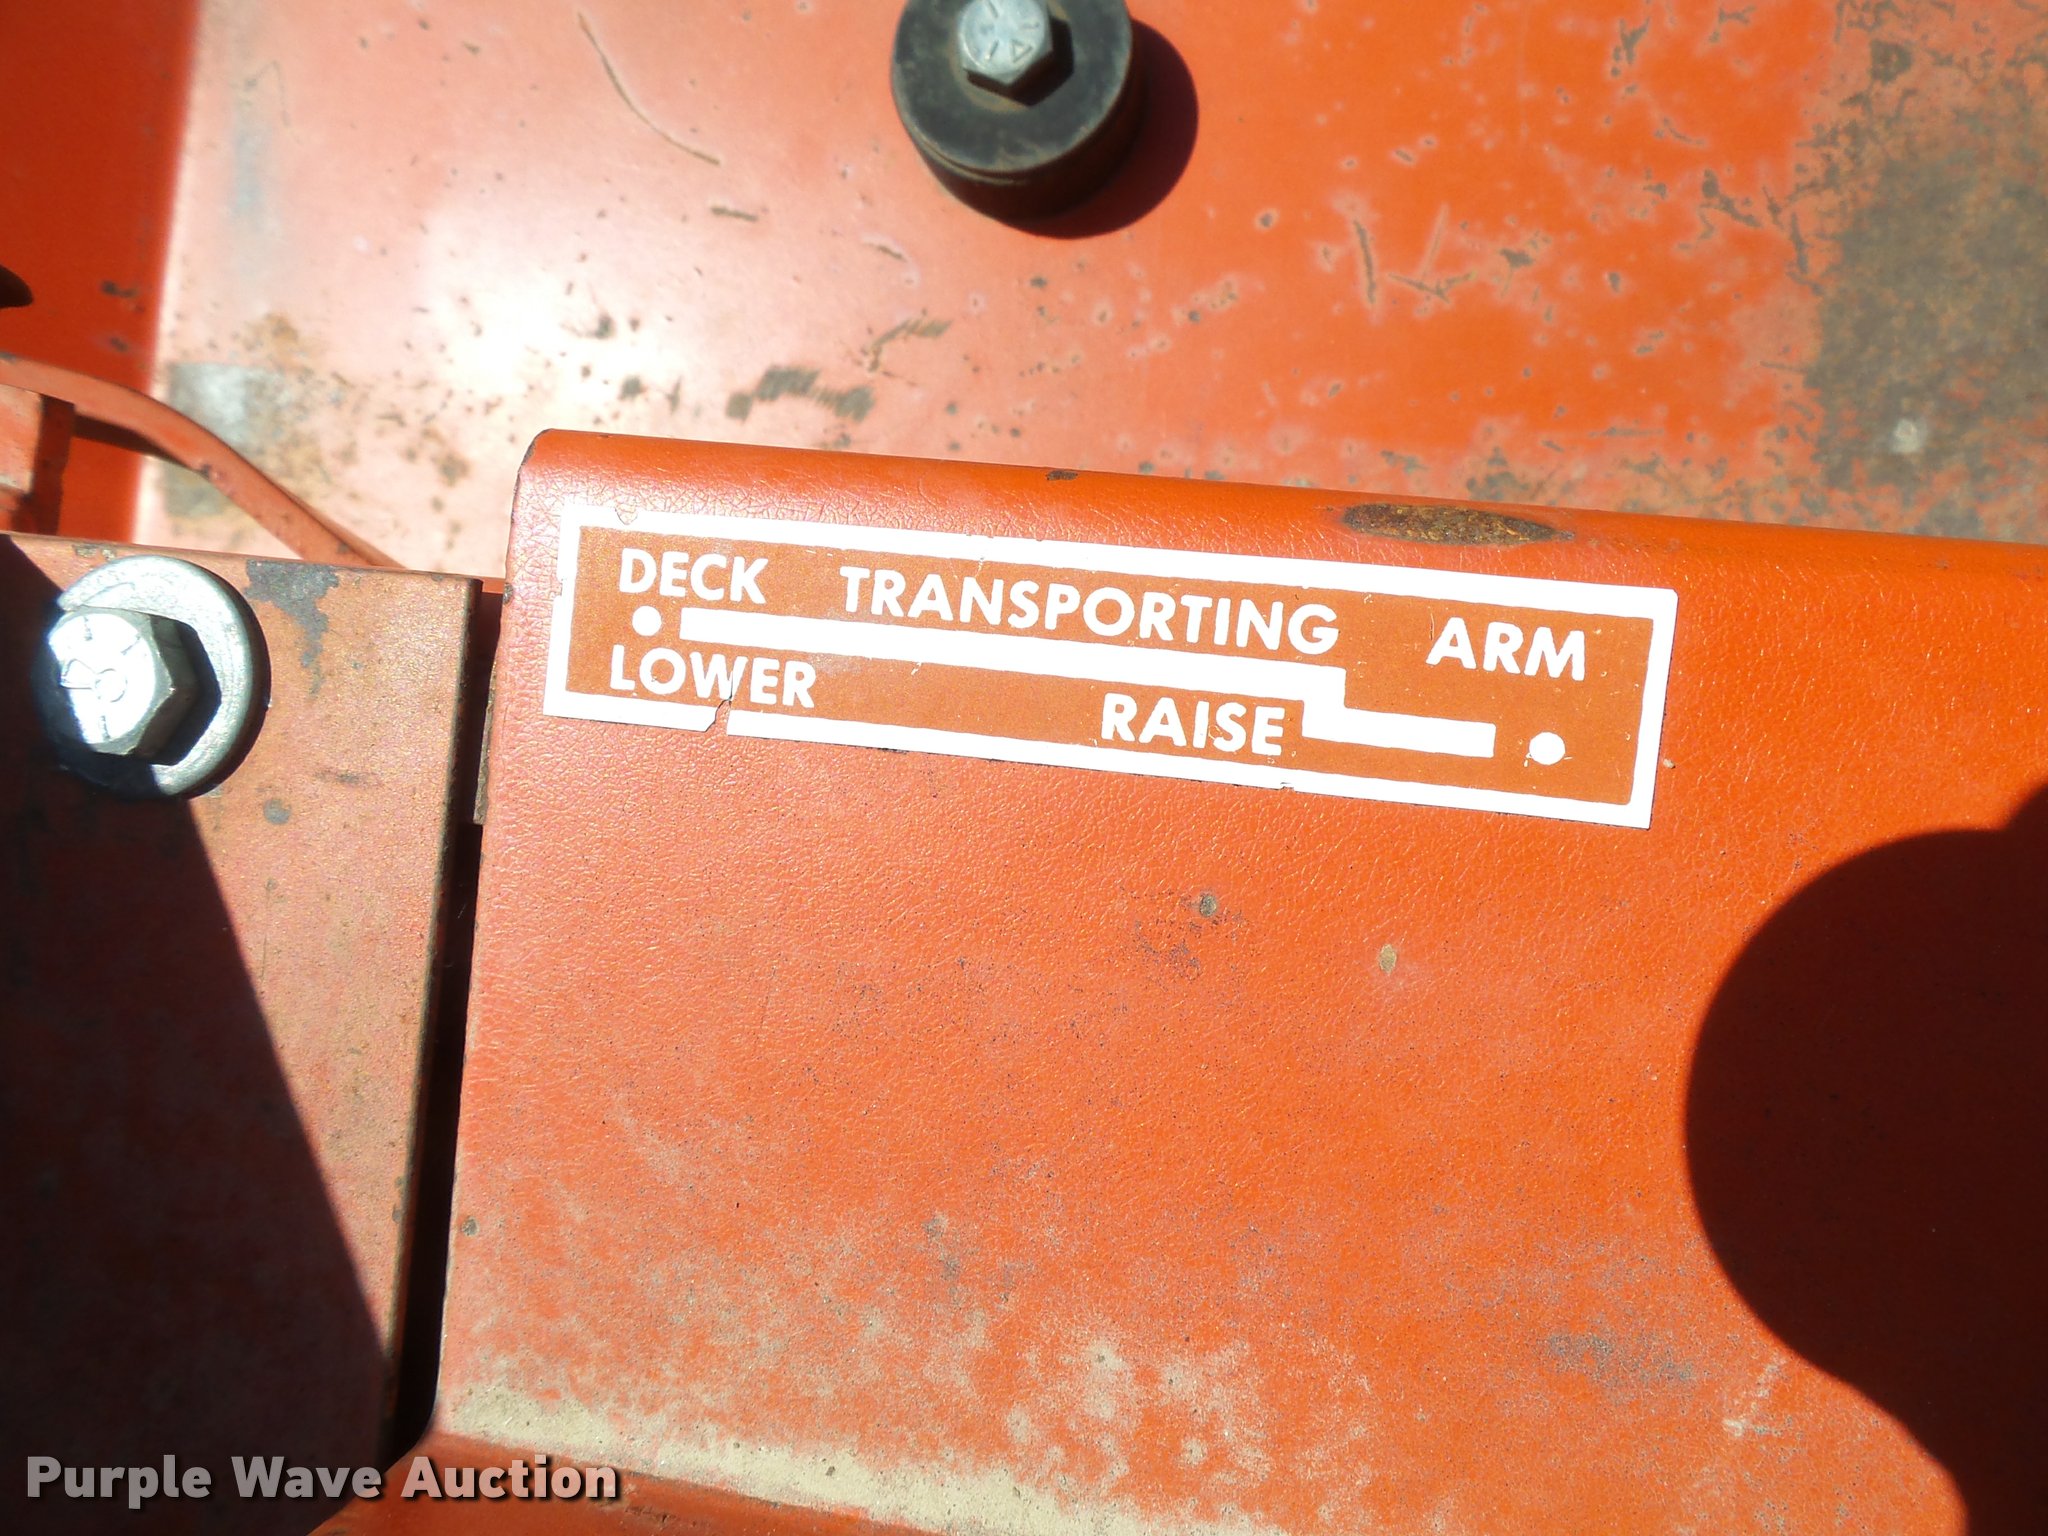 DECK TRANSPORTING ARM
LOWER RAISE
Purple Wave Auction